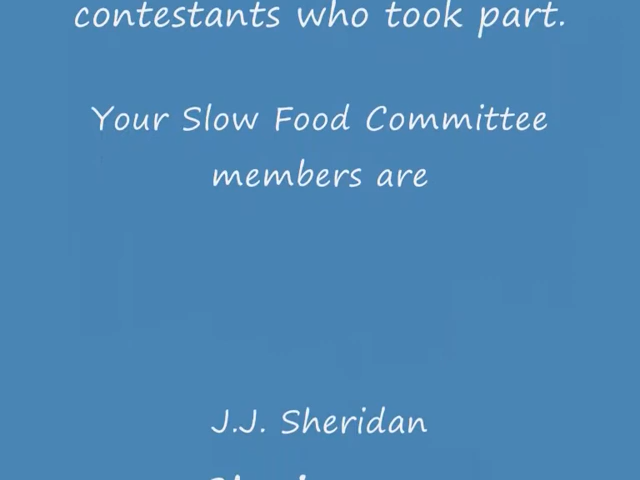 contestants who took part.
Your Slow Food Committee
members are
J.J. Sheridan